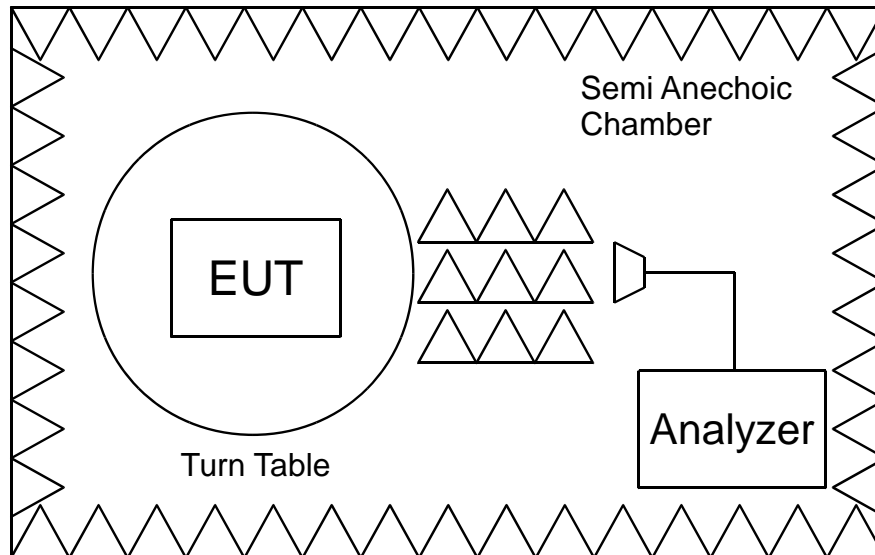 Semi Anechoic
Chamber
EUT
Analyzer
Turn Table